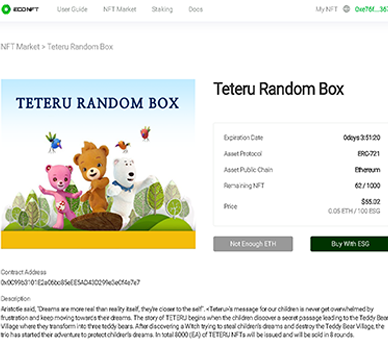 ECO NFT User Guide NFT Market Staking Docs My NFT 0xe76f...367
NFT Market > Teteru Random Box
TETERU RANDOM BOX
Teteru Random Box
Expiration Date 0days 3:51:20
Asset Protocol ERC-721
Asset Public Chain Ethereum
Remaining NFT 62 / 1000
Price $55.02
0.05 ETH / 100 ESG
Not Enough ETH Buy With ESG
Contract Address
Description
Aristotle said, "Dreams are more real than reality itself, they're closer to the self". <Teteru>'s message for our children is never get overwhelmed by
frustration and keep moving towards their dreams. The story of TETERU begins when the children discover a secret passage leading to the Teddy Bear
Village where they transform into three teddy bears. After discovering a Witch trying to steal children's dreams and destroy the Teddy Bear Village, the
trio has started their adventure to protect children's dreams. In total 8000 (EA) of TETERU NFTs will be issued and will be sold in 8 rounds.